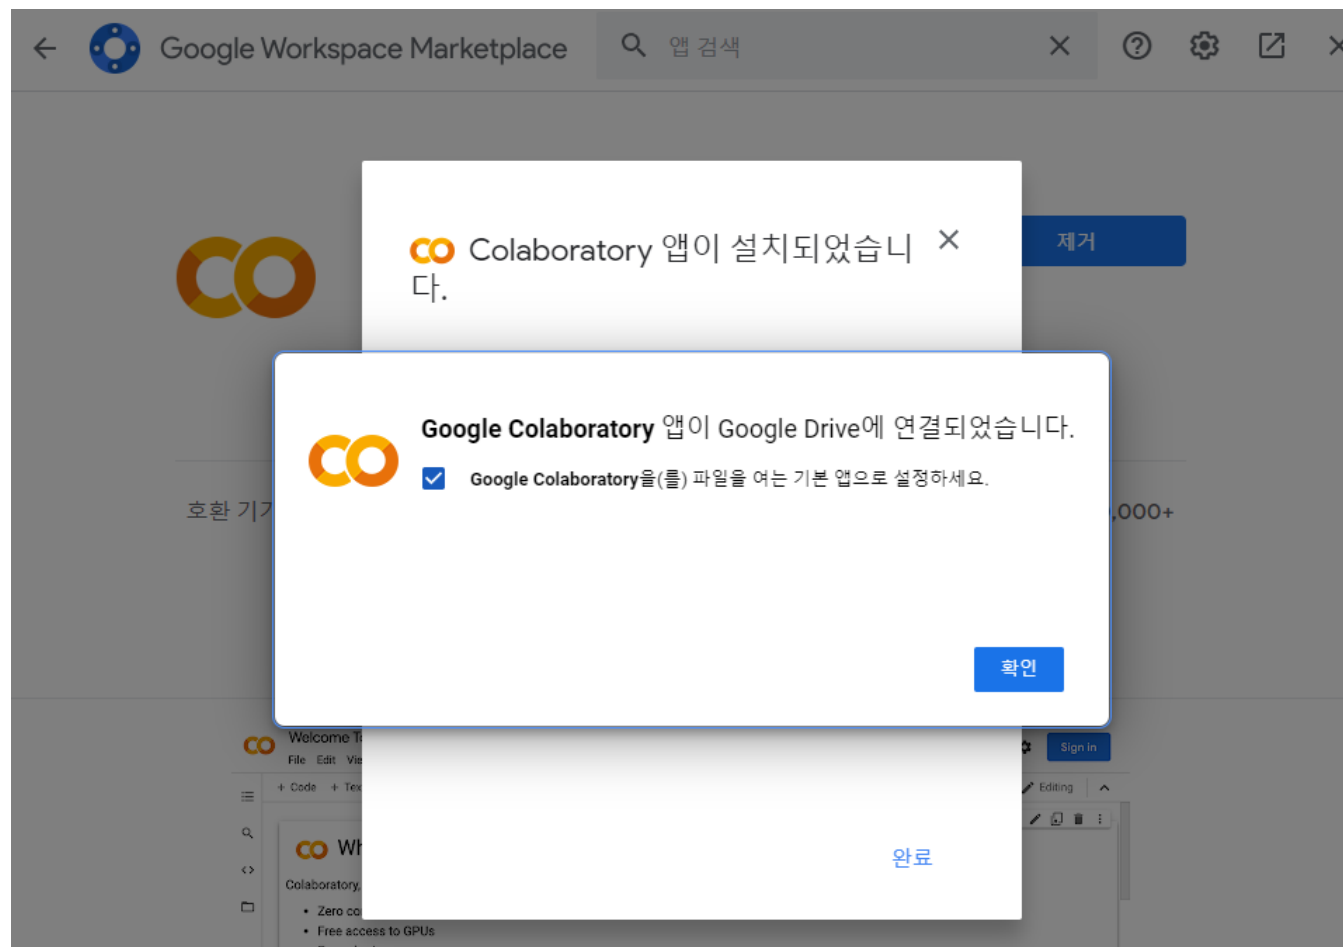 Google Workspace Marketplace
앱 검색
Colaboratory 앱이 설치되었습니
다.
제거
Google Colaboratory 앱이 Google Drive에 연결되었습니다.
Google Colaboratory을(를) 파일을 여는 기본 앱으로 설정하세요.
호환 기
,000+
확인
Welcome
File Edit
Sign in
+ Code +
Editing
Colaboratory,
Zero
Free access to GPUs
완료